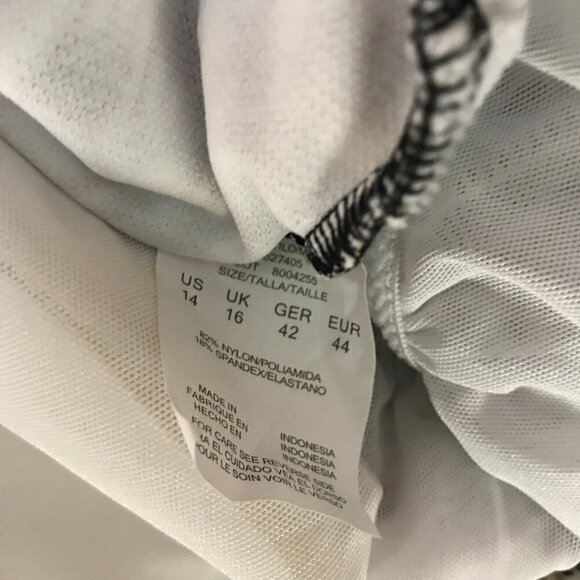 27405
8004255
SIZE/TALLA/TAILLE
US UK GER EUR
14 16 42 44
82% NYLON/POLIAMIDA
18% SPANDEX/ELASTANO
MADE IN
FABRIQUE EN
HECHO EN INDONESIA
INDONESIA
INDONESIA
FOR CARE SEE REVERSE SIDE
EL CUIDADO VEA EL DORSO
POUR LE SOIN VOIR LE VERSO